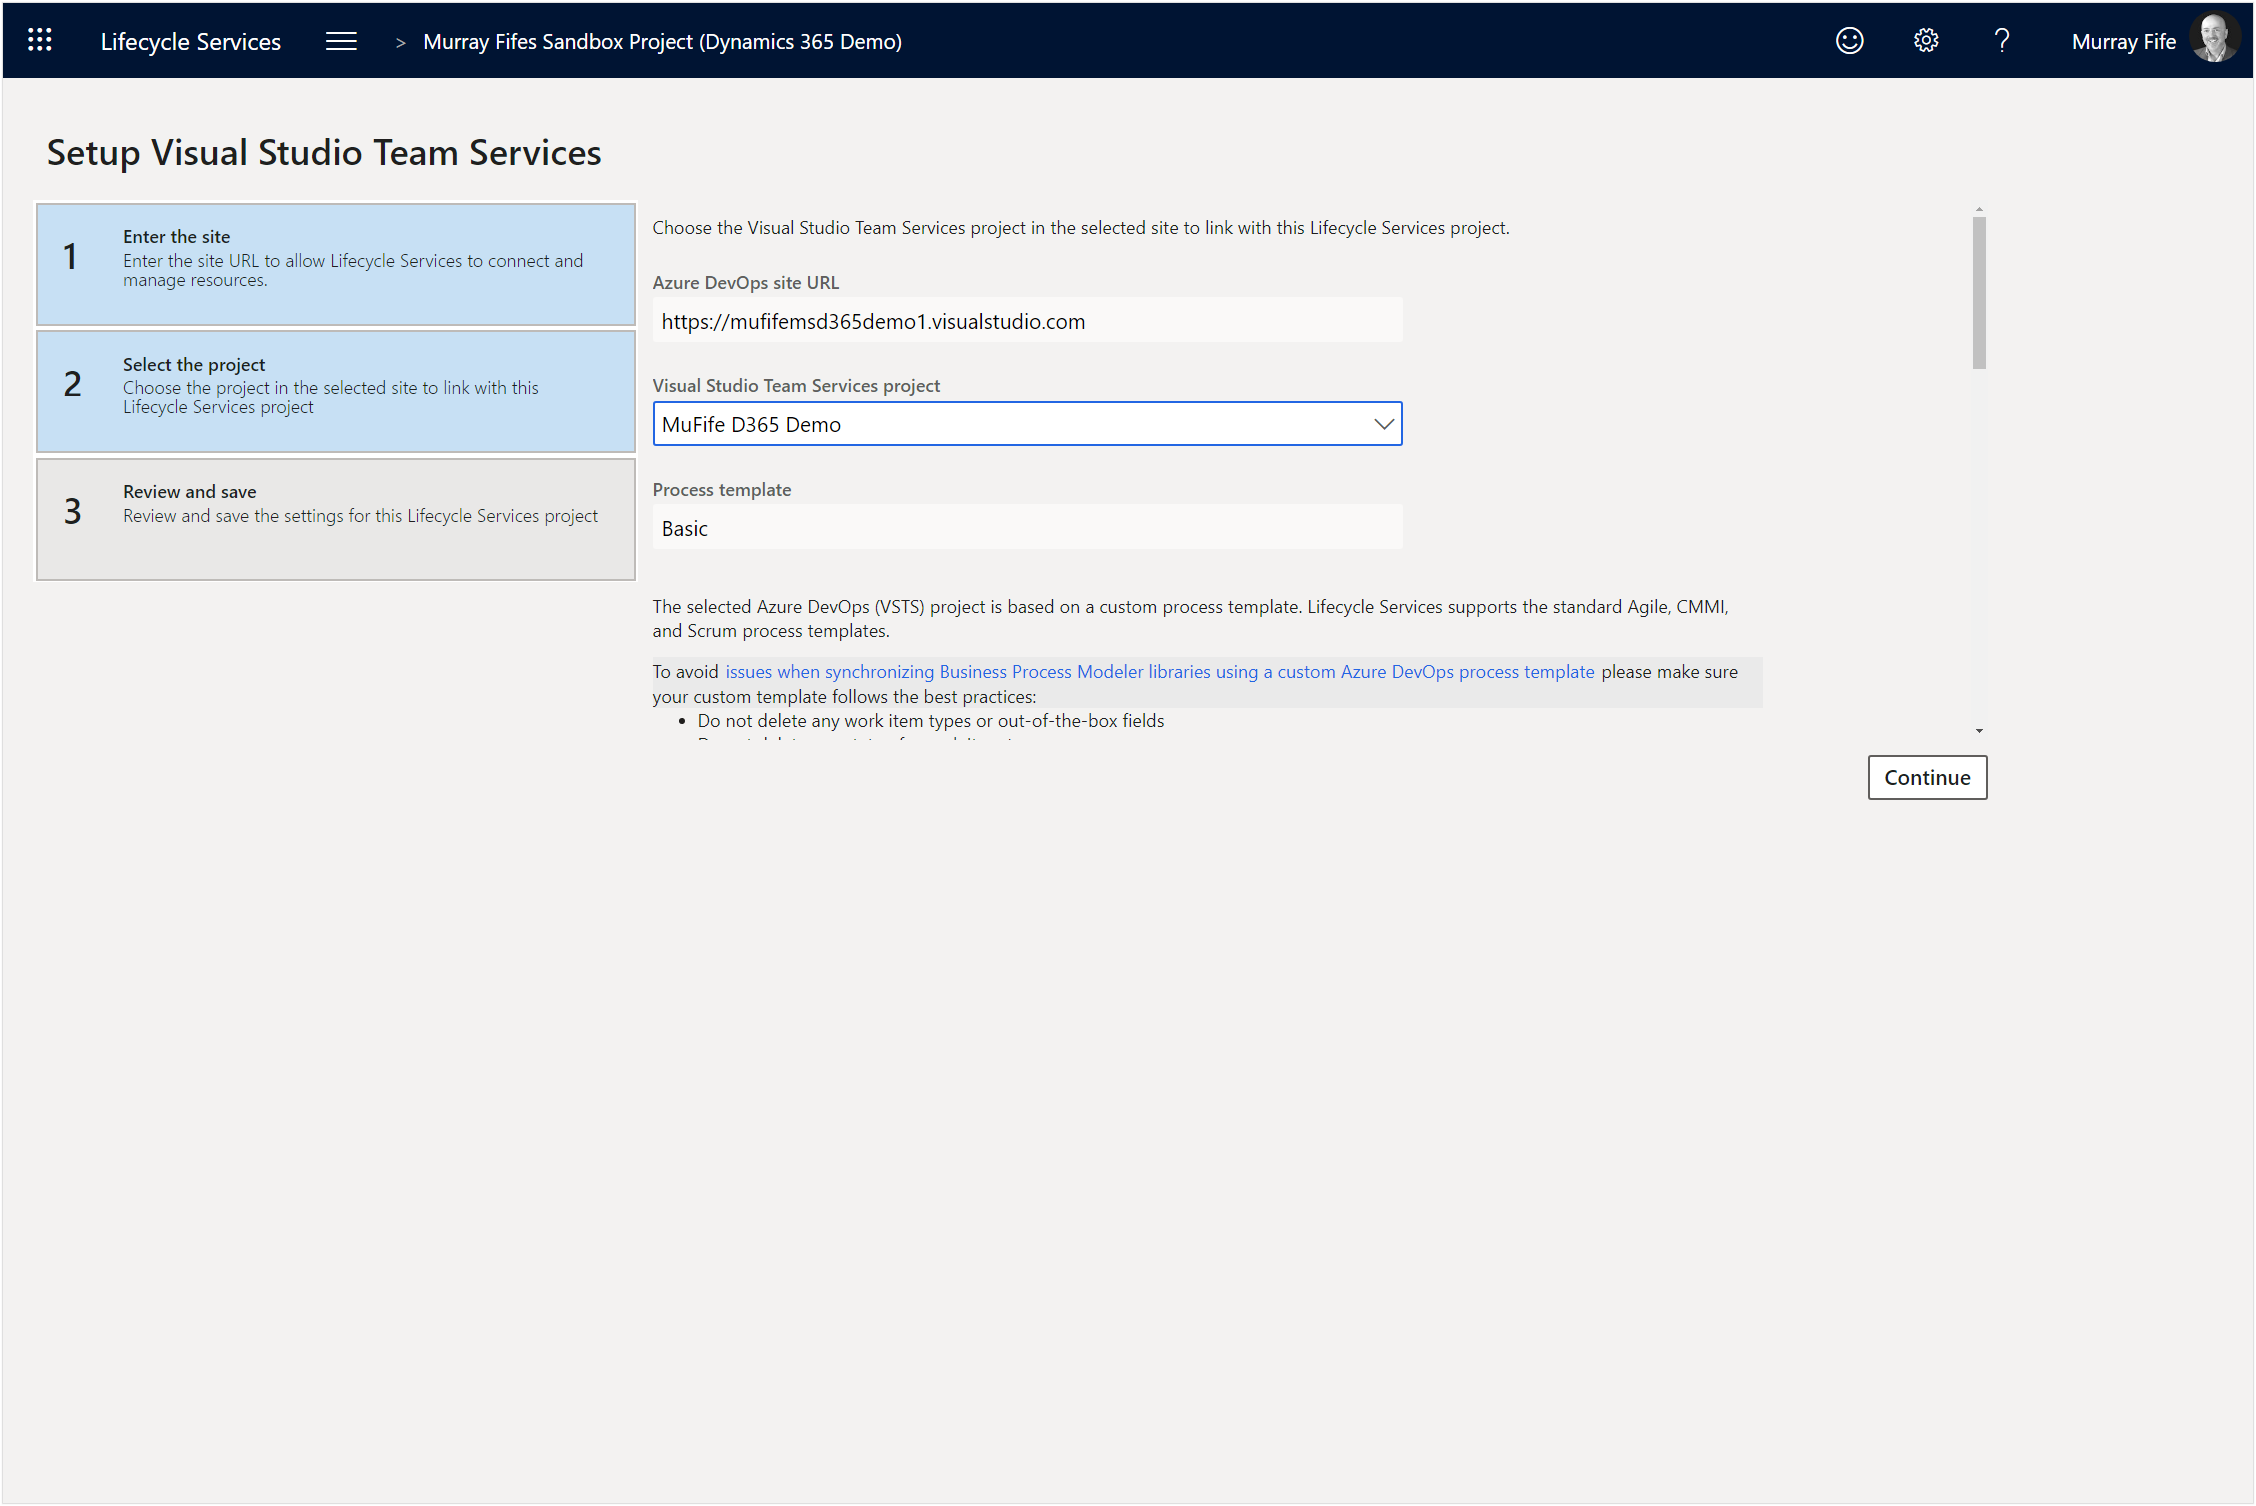 Lifecycle Services > Murray Fifes Sandbox Project (Dynamics 365 Demo) ? Murray Fife
Setup Visual Studio Team Services
1
Enter the site
Enter the site URL to allow Lifecycle Services to connect and
manage resources.
2
Select the project
Choose the project in the selected site to link with this
Lifecycle Services project
3
Review and save
Review and save the settings for this Lifecycle Services project
Choose the Visual Studio Team Services project in the selected site to link with this Lifecycle Services project.
Azure DevOps site URL
https://mufifemsd365demo1.visualstudio.com
Visual Studio Team Services project
MuFife D365 Demo
Process template
Basic
The selected Azure DevOps (VSTS) project is based on a custom process template. Lifecycle Services supports the standard Agile, CMMI,
and Scrum process templates.
To avoid issues when synchronizing Business Process Modeler libraries using a custom Azure DevOps process template please make sure
your custom template follows the best practices:
• Do not delete any work item types or out-of-the-box fields
Continue